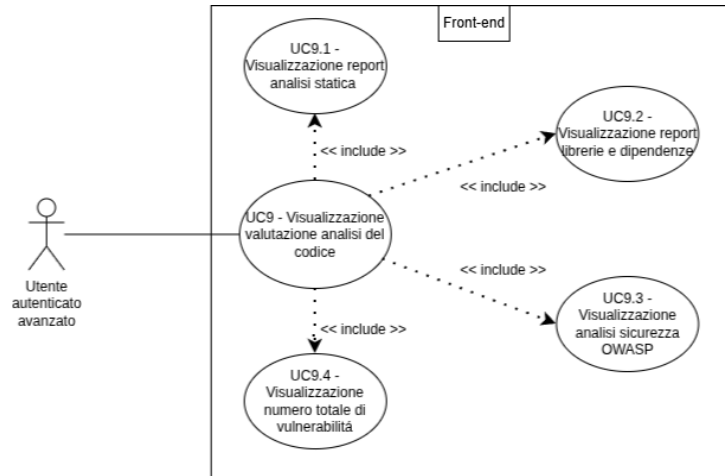 Front-end
UC9.1 -
Visualizzazione report
analisi statica
UC9.2 -
Visualizzazione report
librerie e dipendenze
<< include >>
<< include >>
UC9 - Visualizzazione
valutazione analisi del
codice
Utente
autenticato
avanzato
<< include >>
UC9.3 -
Visualizzazione
analisi sicurezza
OWASP
<< include >>
UC9.4 -
Visualizzazione
numero totale di
vulnerabilitá